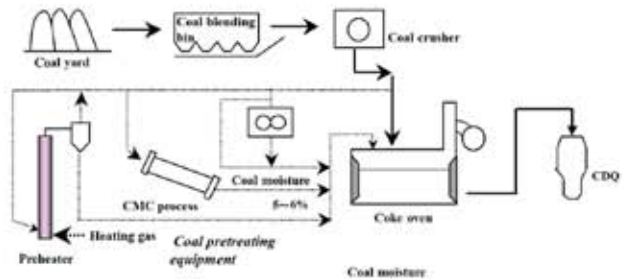 Coal blending
bin
Coal yard
Coal crusher
Coal moisture
CMC process
5~6%
Coke oven
CDQ
Heating gas
Preheater
Coal pretreating
equipment
Coal moisture